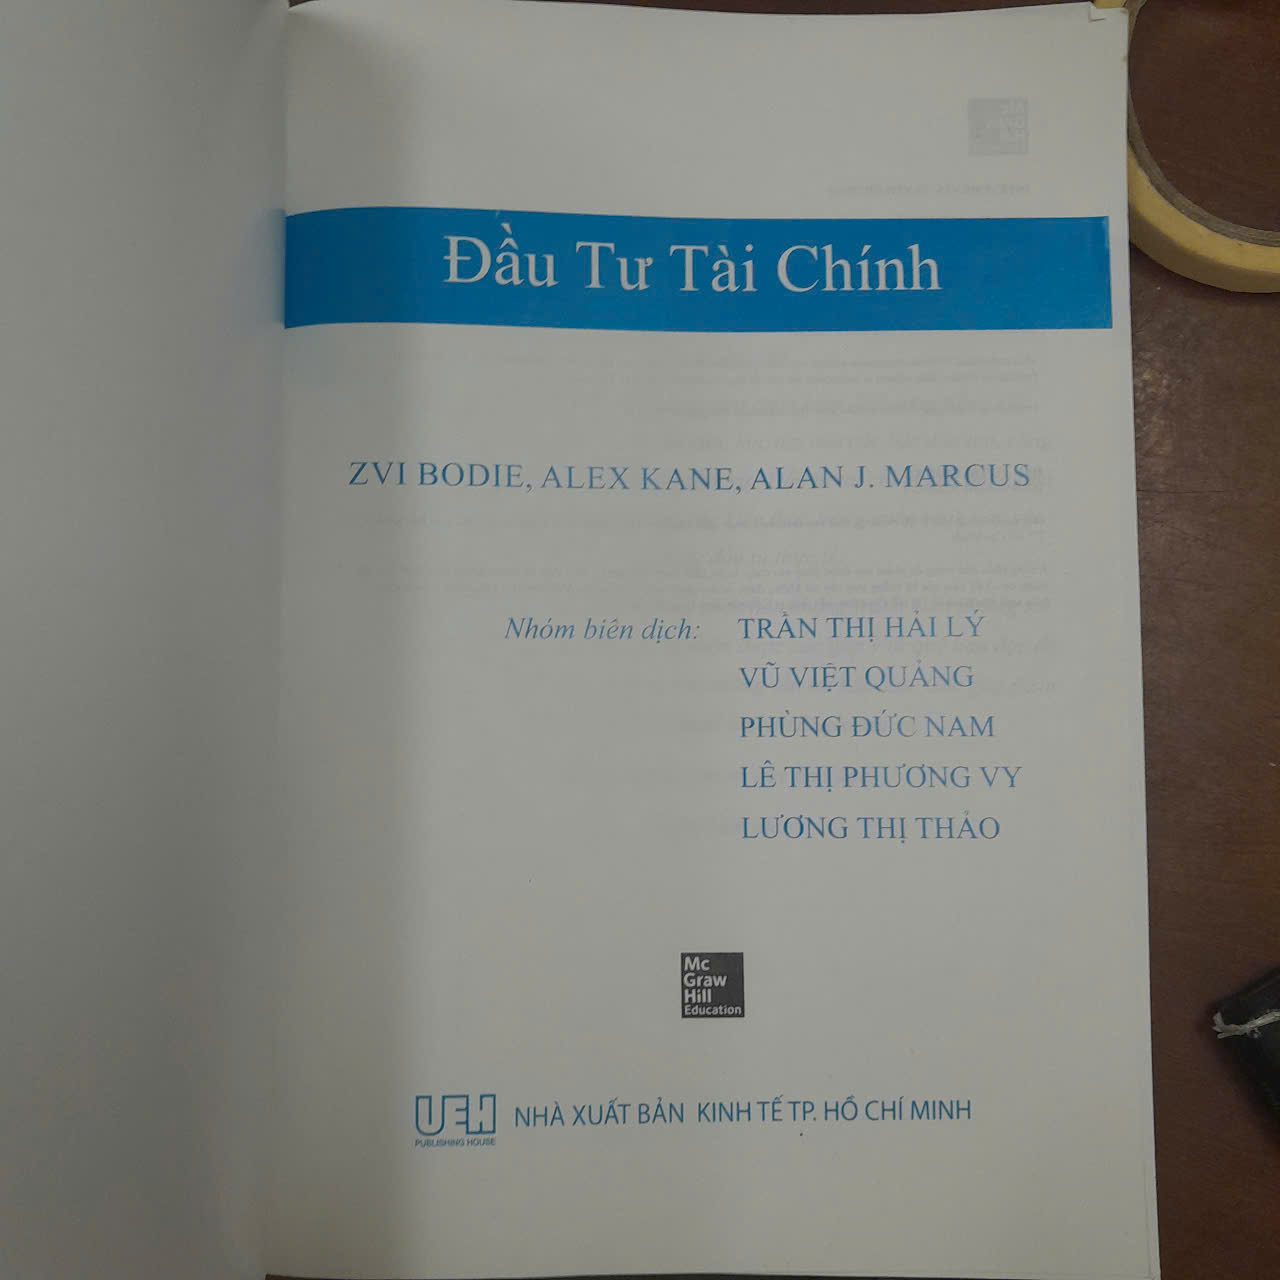 Đầu Tư Tài Chính
ZVI BODIE, ALEX KANE, ALAN J. MARCUS
Nhóm biên dịch: TRẦN THỊ HẢI LÝ
VŨ VIỆT QUẢNG
PHÙNG ĐỨC NAM
LÊ THỊ PHƯƠNG VY
LƯƠNG THỊ THẢO
Mc
Graw
Hill
Education
UEH
PUBLISHING HOUSE
NHÀ XUẤT BẢN KINH TẾ TP. HỒ CHÍ MINH